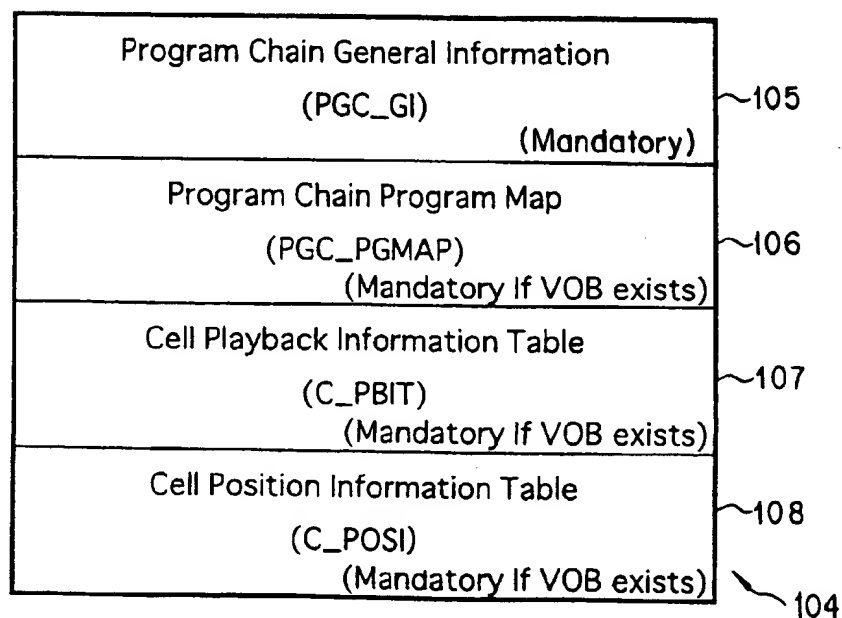 Program Chain General Information
(PGC_GI)
(Mandatory)
105
Program Chain Program Map
(PGC_PGMAP)
(Mandatory If VOB exists)
106
Cell Playback Information Table
(C_PBIT)
(Mandatory If VOB exists)
107
Cell Position Information Table
(C_POSI)
(Mandatory If VOB exists)
108
104